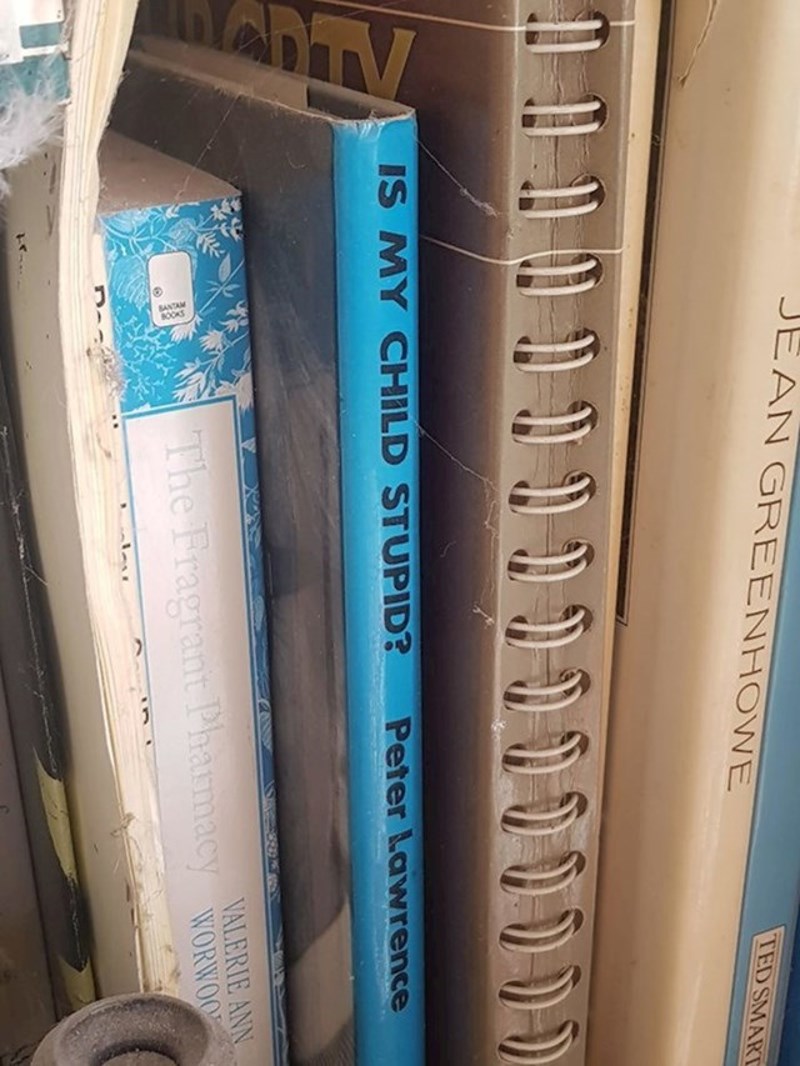 ®
BANTAM
BOOKS
The Fragrant Pharmacy
VALERIE ANN
IS MY CHILD STUPID? Peter Lawrence
JEAN GREENHOWE
TED SMART